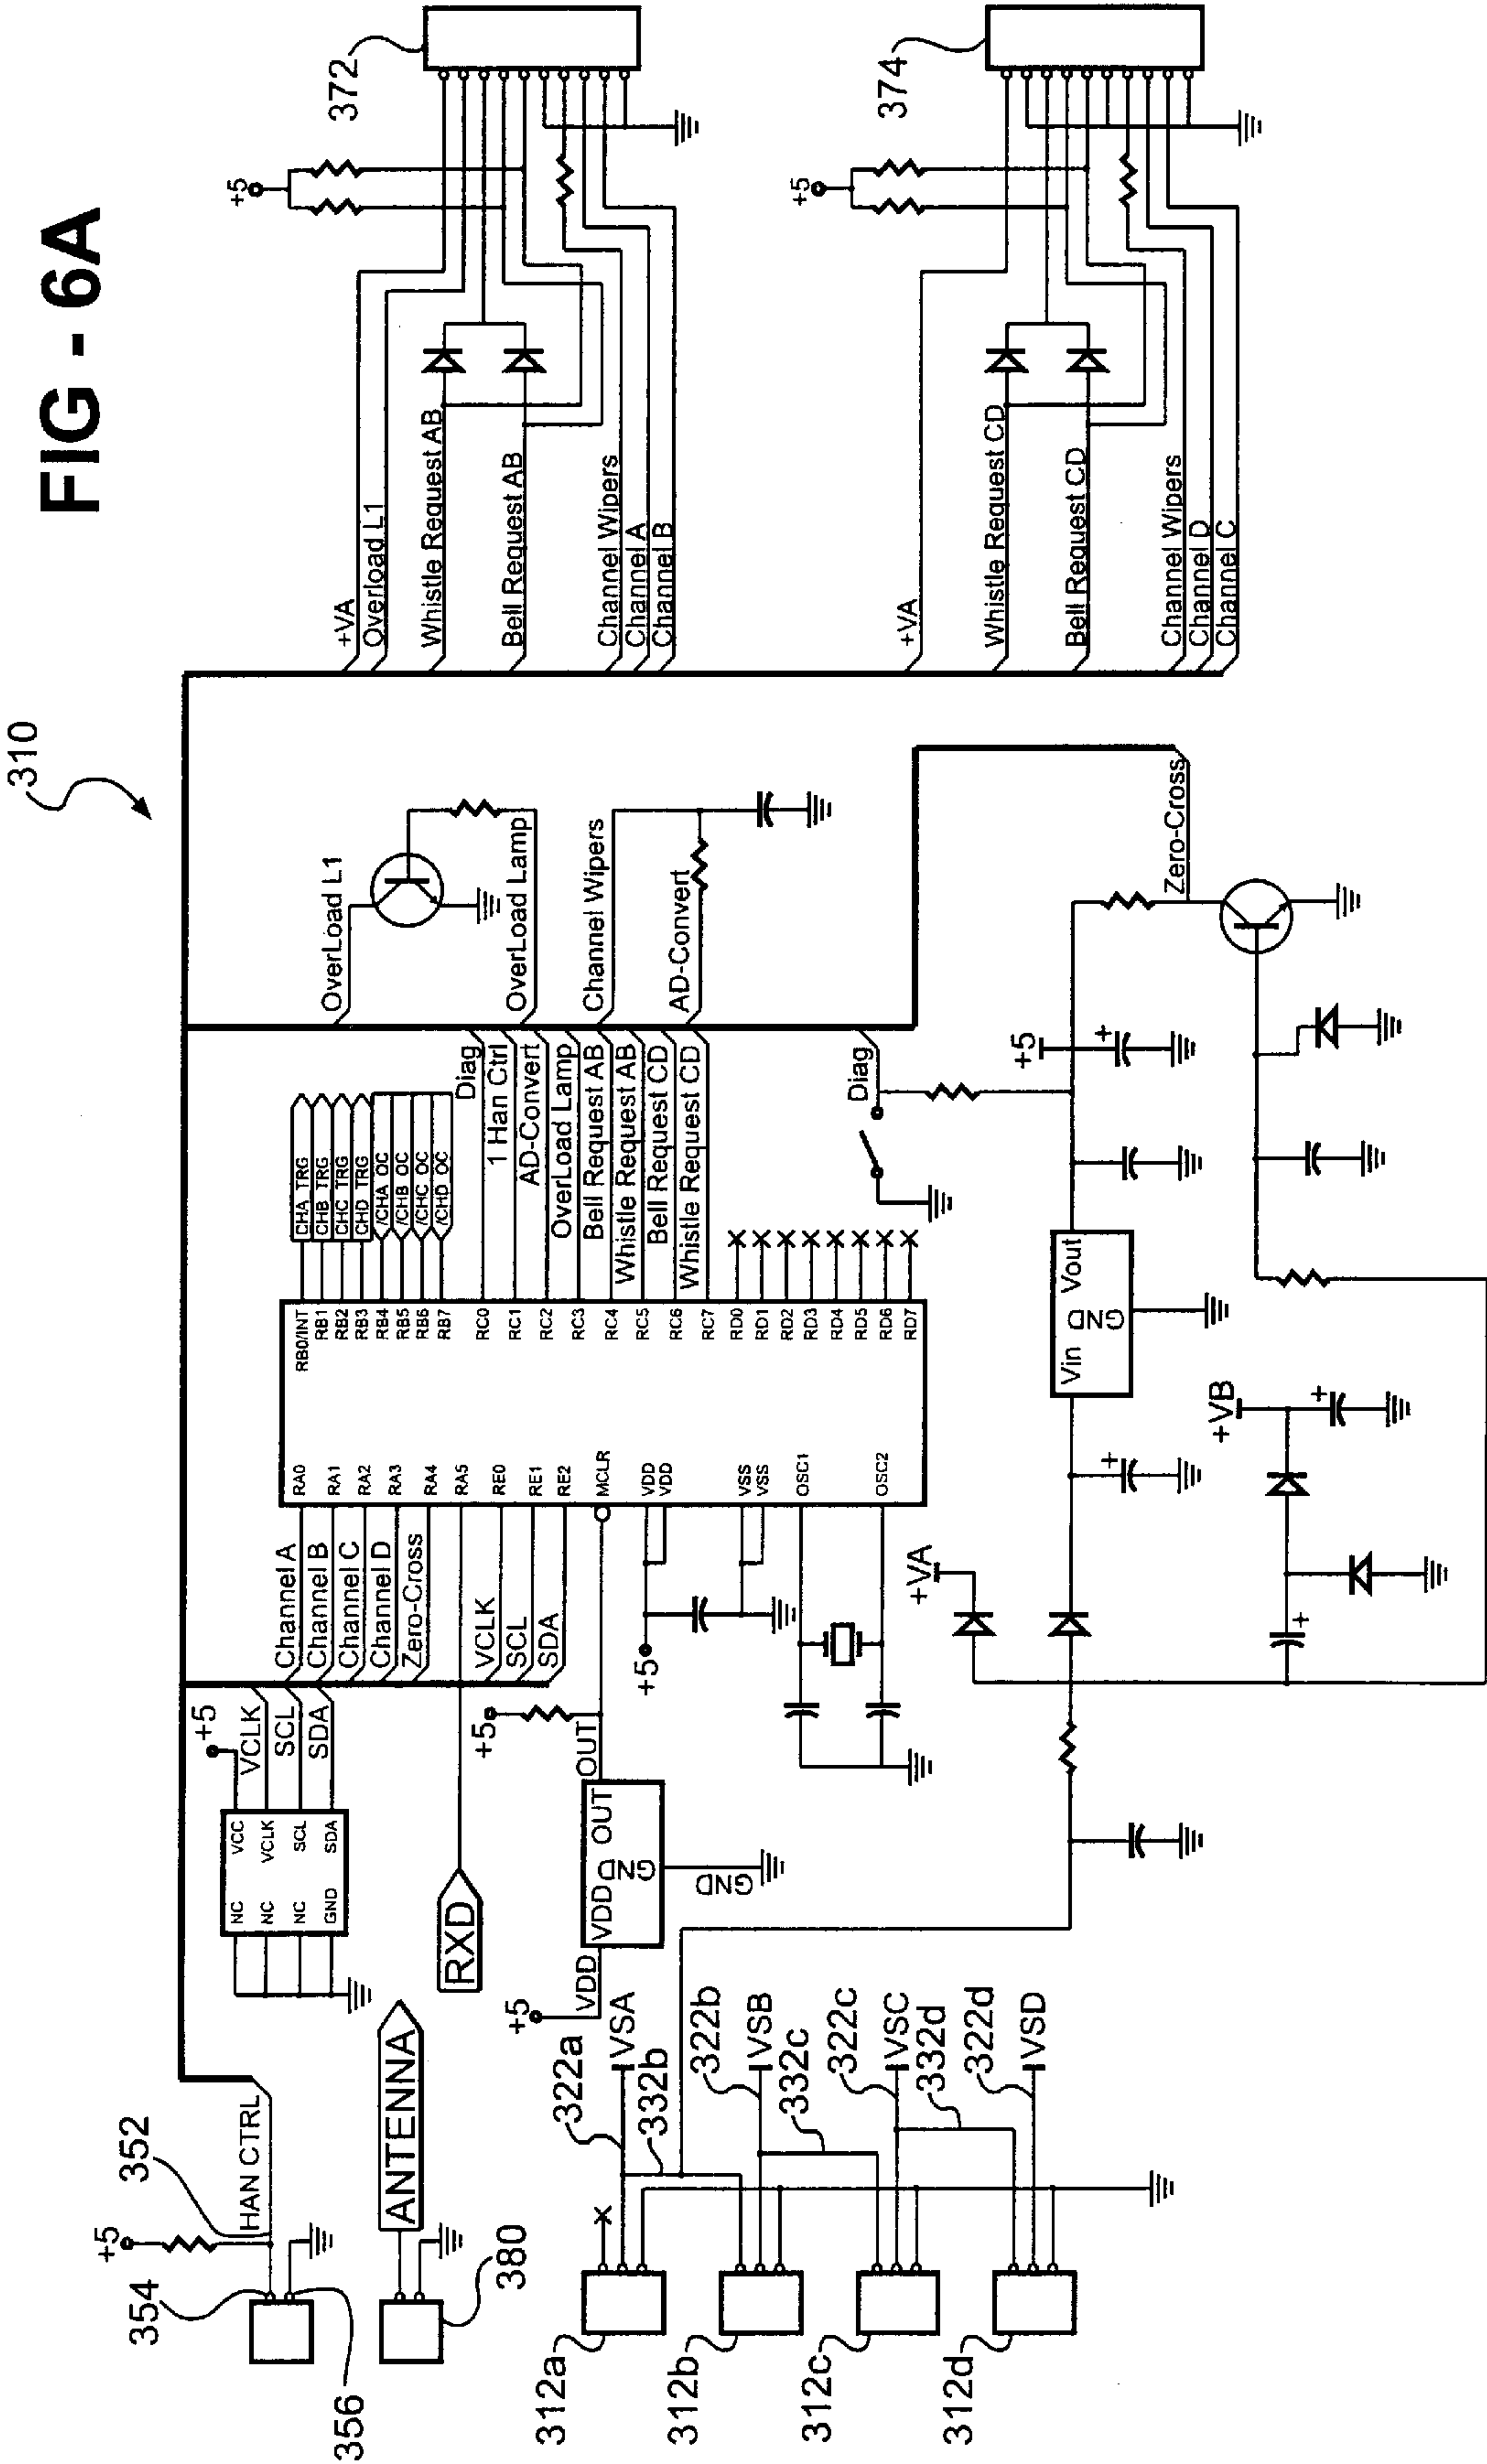 FIG - 6A
310
352
354
356
+5
HAN CTRL
ANTENNA
380
NC
NC
NC
GND
VCC
VCLK
SCL
SDA
+5
VCLK
SCL
SDA
RXD
Channel A
Channel B
Channel C
Channel D
Zero-Cross
VCLK
SCL
SDA
RA0
RA1
RA2
RA3
RA4
RA5
RE0
RE1
RE2
MCLR
VDD
VDD
VSS
VSS
OSC1
OSC2
RB0/INT
RB1
RB2
RB3
RB4
RB5
RB6
RB7
RC0
RC1
RC2
RC3
RC4
RC5
RC6
RC7
RD0
RD1
RD2
RD3
RD4
RD5
RD6
RD7
CHA TRG
CHB TRG
CHC TRG
CHD TRG
/CHA OC
/CHB OC
/CHC OC
/CHD OC
Diag
1 Han Ctrl
AD-Convert
OverLoad Lamp
Bell Request AB
Whistle Request AB
Bell Request CD
Whistle Request CD
OverLoad L1
OverLoad Lamp
Channel Wipers
AD-Convert
Diag
+5
VDD
VDD
OUT
GND
OUT
GND
+5
+5
312a
312b
312c
312d
322a
332b
322b
332c
322c
332d
322d
VSA
VSB
VSC
VSD
+VA
Vin
Vout
GND
+
+5
+
Zero-Cross
+
+VB
+
+VA
Overload L1
Whistle Request AB
Bell Request AB
Channel Wipers
Channel A
Channel B
+5
372
+VA
Whistle Request CD
Bell Request CD
Channel Wipers
Channel D
Channel C
+5
374